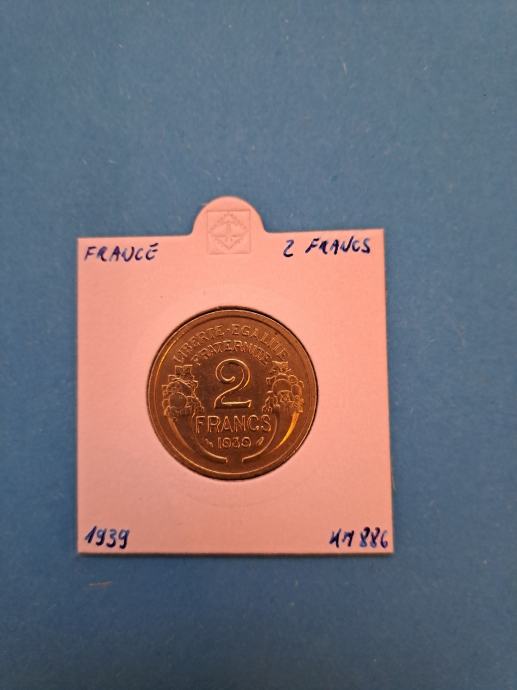 FRANCE 2 FRANCS
LIBERTE·EGALITE
FRATERNITE
2
FRANCS
1939
1939 KM 886